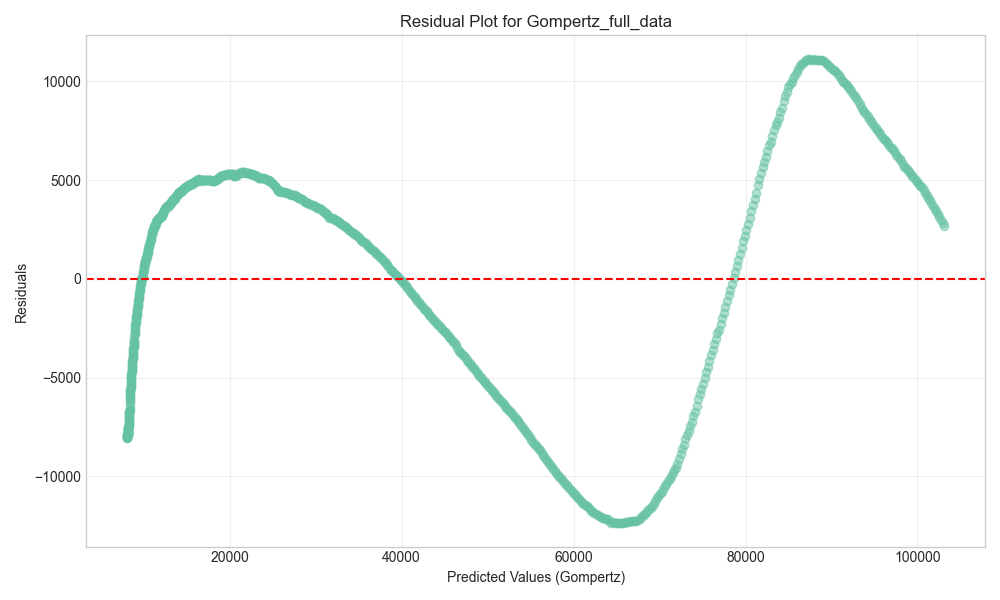 Residual Plot for Gompertz_full_data
Residuals
10000
5000
0
−5000
−10000
20000 40000 60000 80000 100000
Predicted Values (Gompertz)